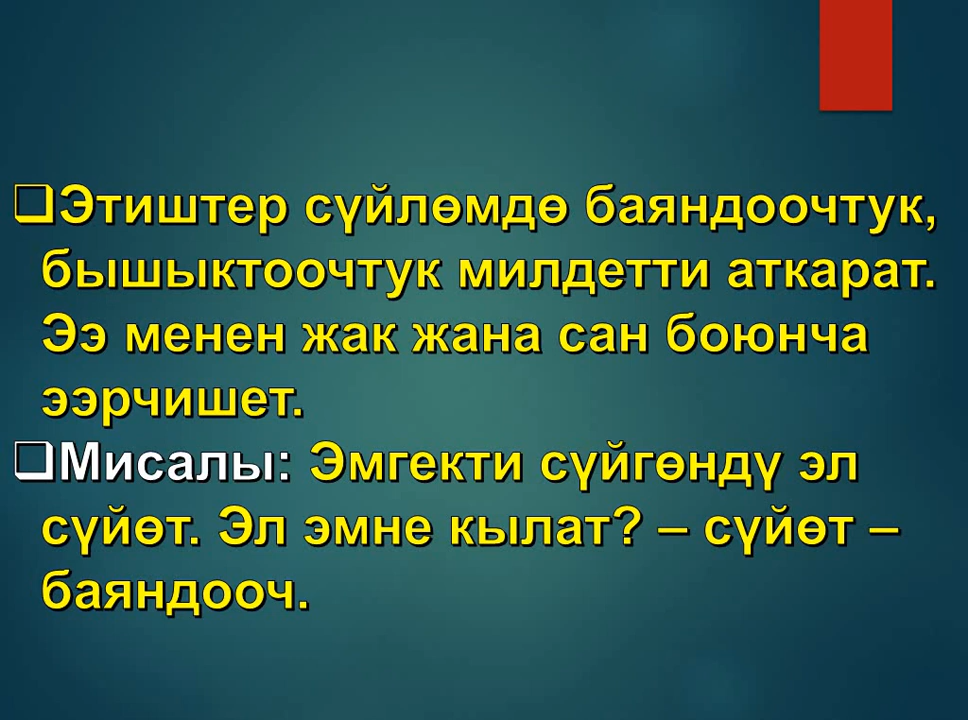 ❑Этиштер сүйлөмдө баяндоочтук,
бышыктоочтук милдетти аткарат.
Ээ менен жак жана сан боюнча
ээрчишет.
❑Мисалы: Эмгекти сүйгөндү эл
сүйөт. Эл эмне кылат? – сүйөт –
баяндооч.